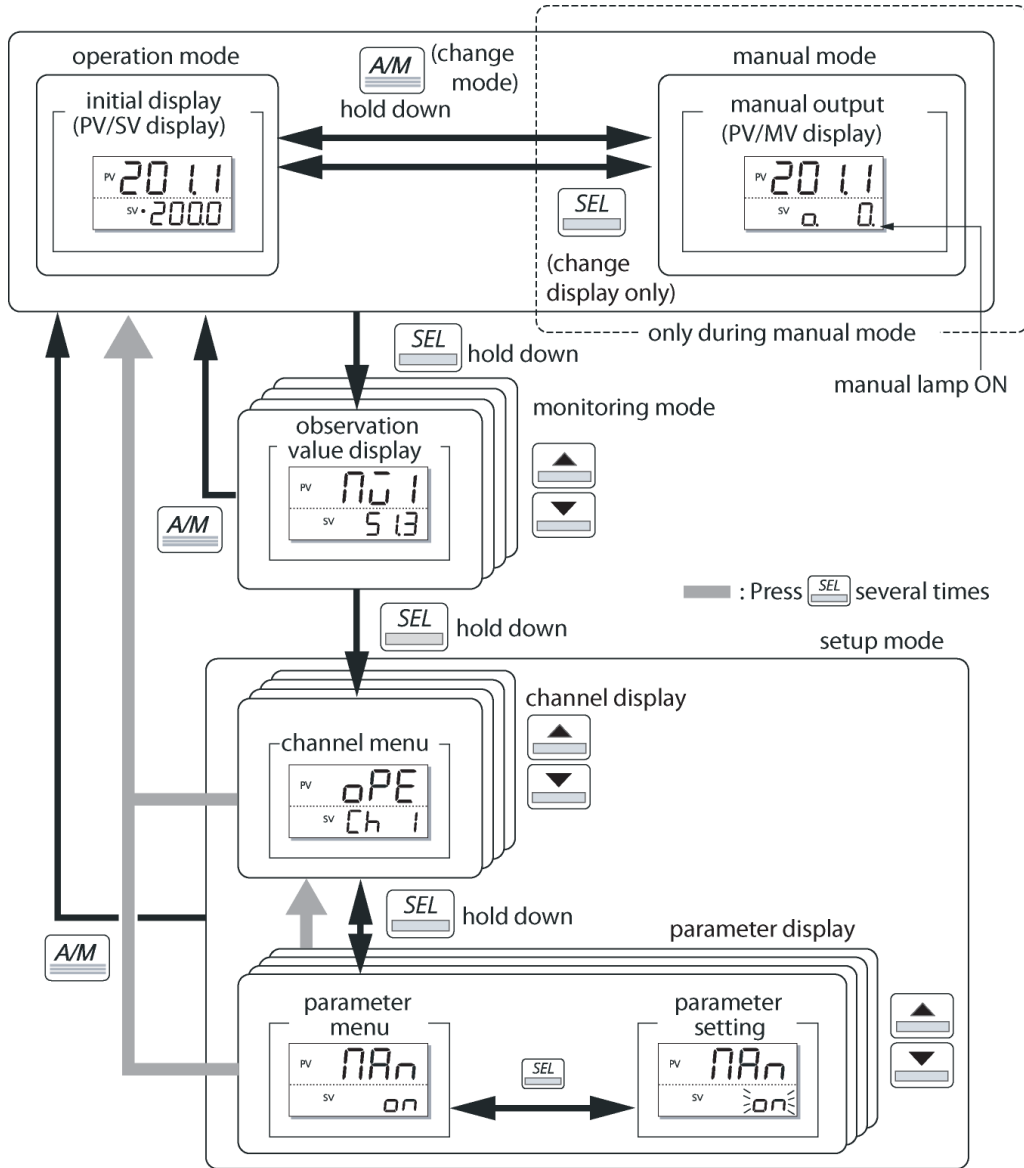 operation mode
initial display
(PV/SV display)
PV 201.1
SV 200.0
A/M
(change
mode)
hold down
SEL
(change
display only)
manual mode
manual output
(PV/MV display)
PV 201.1
SV o. 0.
only during manual mode
manual lamp ON
SEL
hold down
monitoring mode
observation
value display
PV
SV 51.3
A/M
: Press SEL several times
SEL
hold down
setup mode
channel display
channel menu
PV oPE
SV Ch 1
SEL
hold down
A/M
parameter display
parameter
menu
PV MAn
SV on
SEL
parameter
setting
PV MAn
SV on